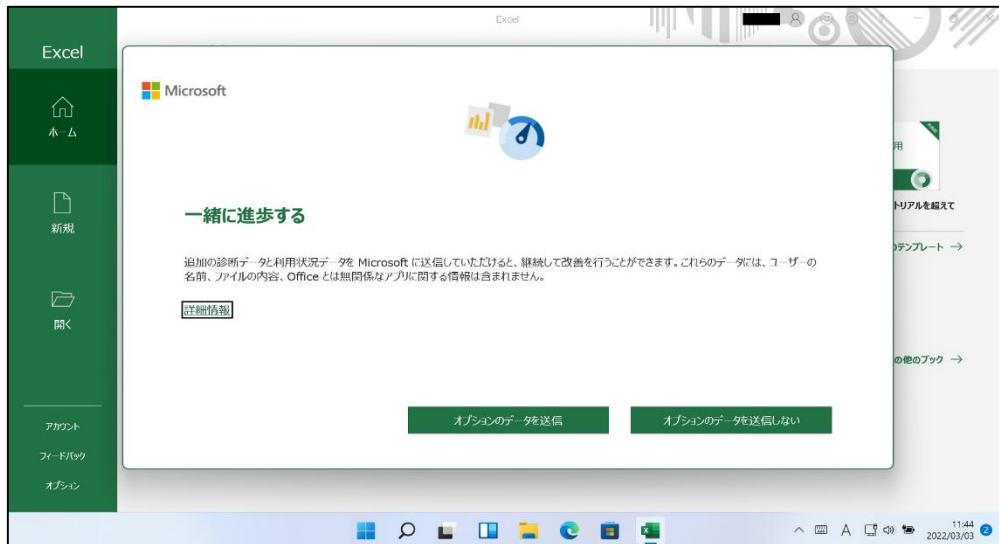 Excel
Excel
ホーム
新規
開く
アカウント
フィードバック
オプション
Microsoft
一緒に進歩する
追加の診断データと利用状況データを Microsoft に送信していただけると、継続して改善を行うことができます。これらのデータには、ユーザーの
名前、ファイルの内容、Office とは無関係なアプリに関する情報は含まれません。
詳細情報
オプションのデータを送信
オプションのデータを送信しない
用
トリアルを超えて
のテンプレート →
の他のブック →
A
11:44
2022/03/03
2